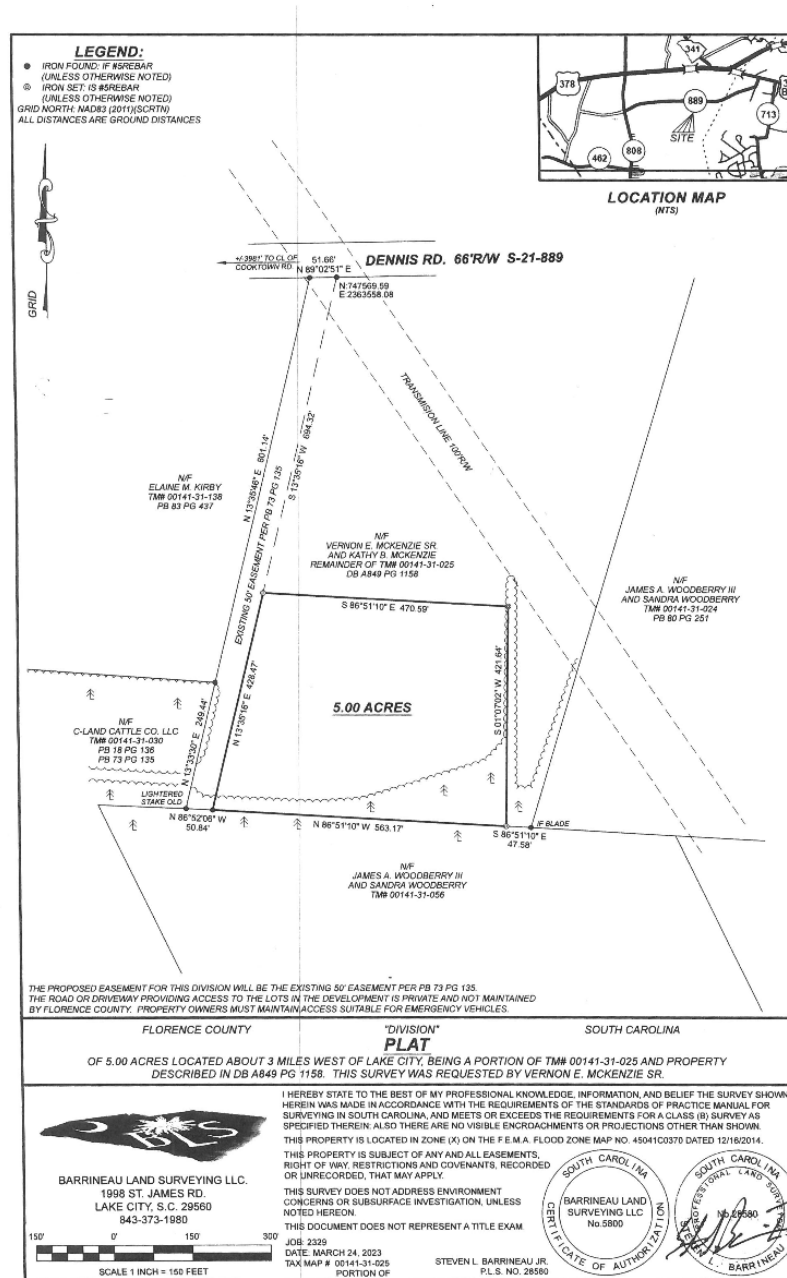 LEGEND:
IRON FOUND: IF #5REBAR
(UNLESS OTHERWISE NOTED)
IRON SET: IS #5REBAR
(UNLESS OTHERWISE NOTED)
GRID NORTH: NAD83 (2011)(SCRTN)
ALL DISTANCES ARE GROUND DISTANCES
GRID
341
378
889
713
SITE
462
808
LOCATION MAP
(NTS)
+/-3981' TO CL OF
COOKTOWN RD.
51.66'
N 89°02'51" E
DENNIS RD. 66'R/W S-21-889
N:747569.59
E:2363558.08
TRANSMISION LINE 100'R/W
N 13°35'46" E 601.14'
EXISTING 50' EASEMENT PER PB 73 PG 135
S 13°35'16" W 694.32'
N/F
ELAINE M. KIRBY
TM# 00141-31-138
PB 83 PG 437
N/F
VERNON E. MCKENZIE SR.
AND KATHY B. MCKENZIE
REMAINDER OF TM# 00141-31-025
DB A849 PG 1158
N/F
JAMES A. WOODBERRY III
AND SANDRA WOODBERRY
TM# 00141-31-024
PB 80 PG 251
S 86°51'10" E 470.59'
N 13°35'16" E 428.47'
5.00 ACRES
S 01°07'02" W 421.64'
N/F
C-LAND CATTLE CO. LLC
TM# 00141-31-030
PB 18 PG 136
PB 73 PG 135
N 13°33'30" E 249.44'
LIGHTERED
STAKE OLD
N 86°52'06" W
50.84'
N 86°51'10" W 563.17'
S 86°51'10" E
47.58'
IF BLADE
N/F
JAMES A. WOODBERRY III
AND SANDRA WOODBERRY
TM# 00141-31-056
THE PROPOSED EASEMENT FOR THIS DIVISION WILL BE THE EXISTING 50' EASEMENT PER PB 73 PG 135.
THE ROAD OR DRIVEWAY PROVIDING ACCESS TO THE LOTS IN THE DEVELOPMENT IS PRIVATE AND NOT MAINTAINED
BY FLORENCE COUNTY. PROPERTY OWNERS MUST MAINTAIN ACCESS SUITABLE FOR EMERGENCY VEHICLES.
FLORENCE COUNTY "DIVISION" SOUTH CAROLINA
PLAT
OF 5.00 ACRES LOCATED ABOUT 3 MILES WEST OF LAKE CITY, BEING A PORTION OF TM# 00141-31-025 AND PROPERTY
DESCRIBED IN DB A849 PG 1158. THIS SURVEY WAS REQUESTED BY VERNON E. MCKENZIE SR.
BLS
BARRINEAU LAND SURVEYING LLC.
1998 ST. JAMES RD.
LAKE CITY, S.C. 29560
843-373-1980
150' 0' 150' 300'
SCALE 1 INCH = 150 FEET
I HEREBY STATE TO THE BEST OF MY PROFESSIONAL KNOWLEDGE, INFORMATION, AND BELIEF THE SURVEY SHOWN
HEREIN WAS MADE IN ACCORDANCE WITH THE REQUIREMENTS OF THE STANDARDS OF PRACTICE MANUAL FOR
SURVEYING IN SOUTH CAROLINA, AND MEETS OR EXCEEDS THE REQUIREMENTS FOR A CLASS (B) SURVEY AS
SPECIFIED THEREIN: ALSO THERE ARE NO VISIBLE ENCROACHMENTS OR PROJECTIONS OTHER THAN SHOWN.
THIS PROPERTY IS LOCATED IN ZONE (X) ON THE F.E.M.A. FLOOD ZONE MAP NO. 45041C0370 DATED 12/16/2014.
THIS PROPERTY IS SUBJECT OF ANY AND ALL EASEMENTS,
RIGHT OF WAY, RESTRICTIONS AND COVENANTS, RECORDED
OR UNRECORDED, THAT MAY APPLY.
THIS SURVEY DOES NOT ADDRESS ENVIRONMENT
CONCERNS OR SUBSURFACE INVESTIGATION, UNLESS
NOTED HEREON.
THIS DOCUMENT DOES NOT REPRESENT A TITLE EXAM
JOB: 2329
DATE: MARCH 24, 2023
TAX MAP # 00141-31-025
PORTION OF
STEVEN L. BARRINEAU JR.
P.L.S. NO. 28580
SOUTH CAROLINA
BARRINEAU LAND
SURVEYING LLC
No.5800
CERTIFICATE OF AUTHORIZATION
SOUTH CAROLINA
PROFESSIONAL LAND
No.28580
STEVEN L. BARRINEAU